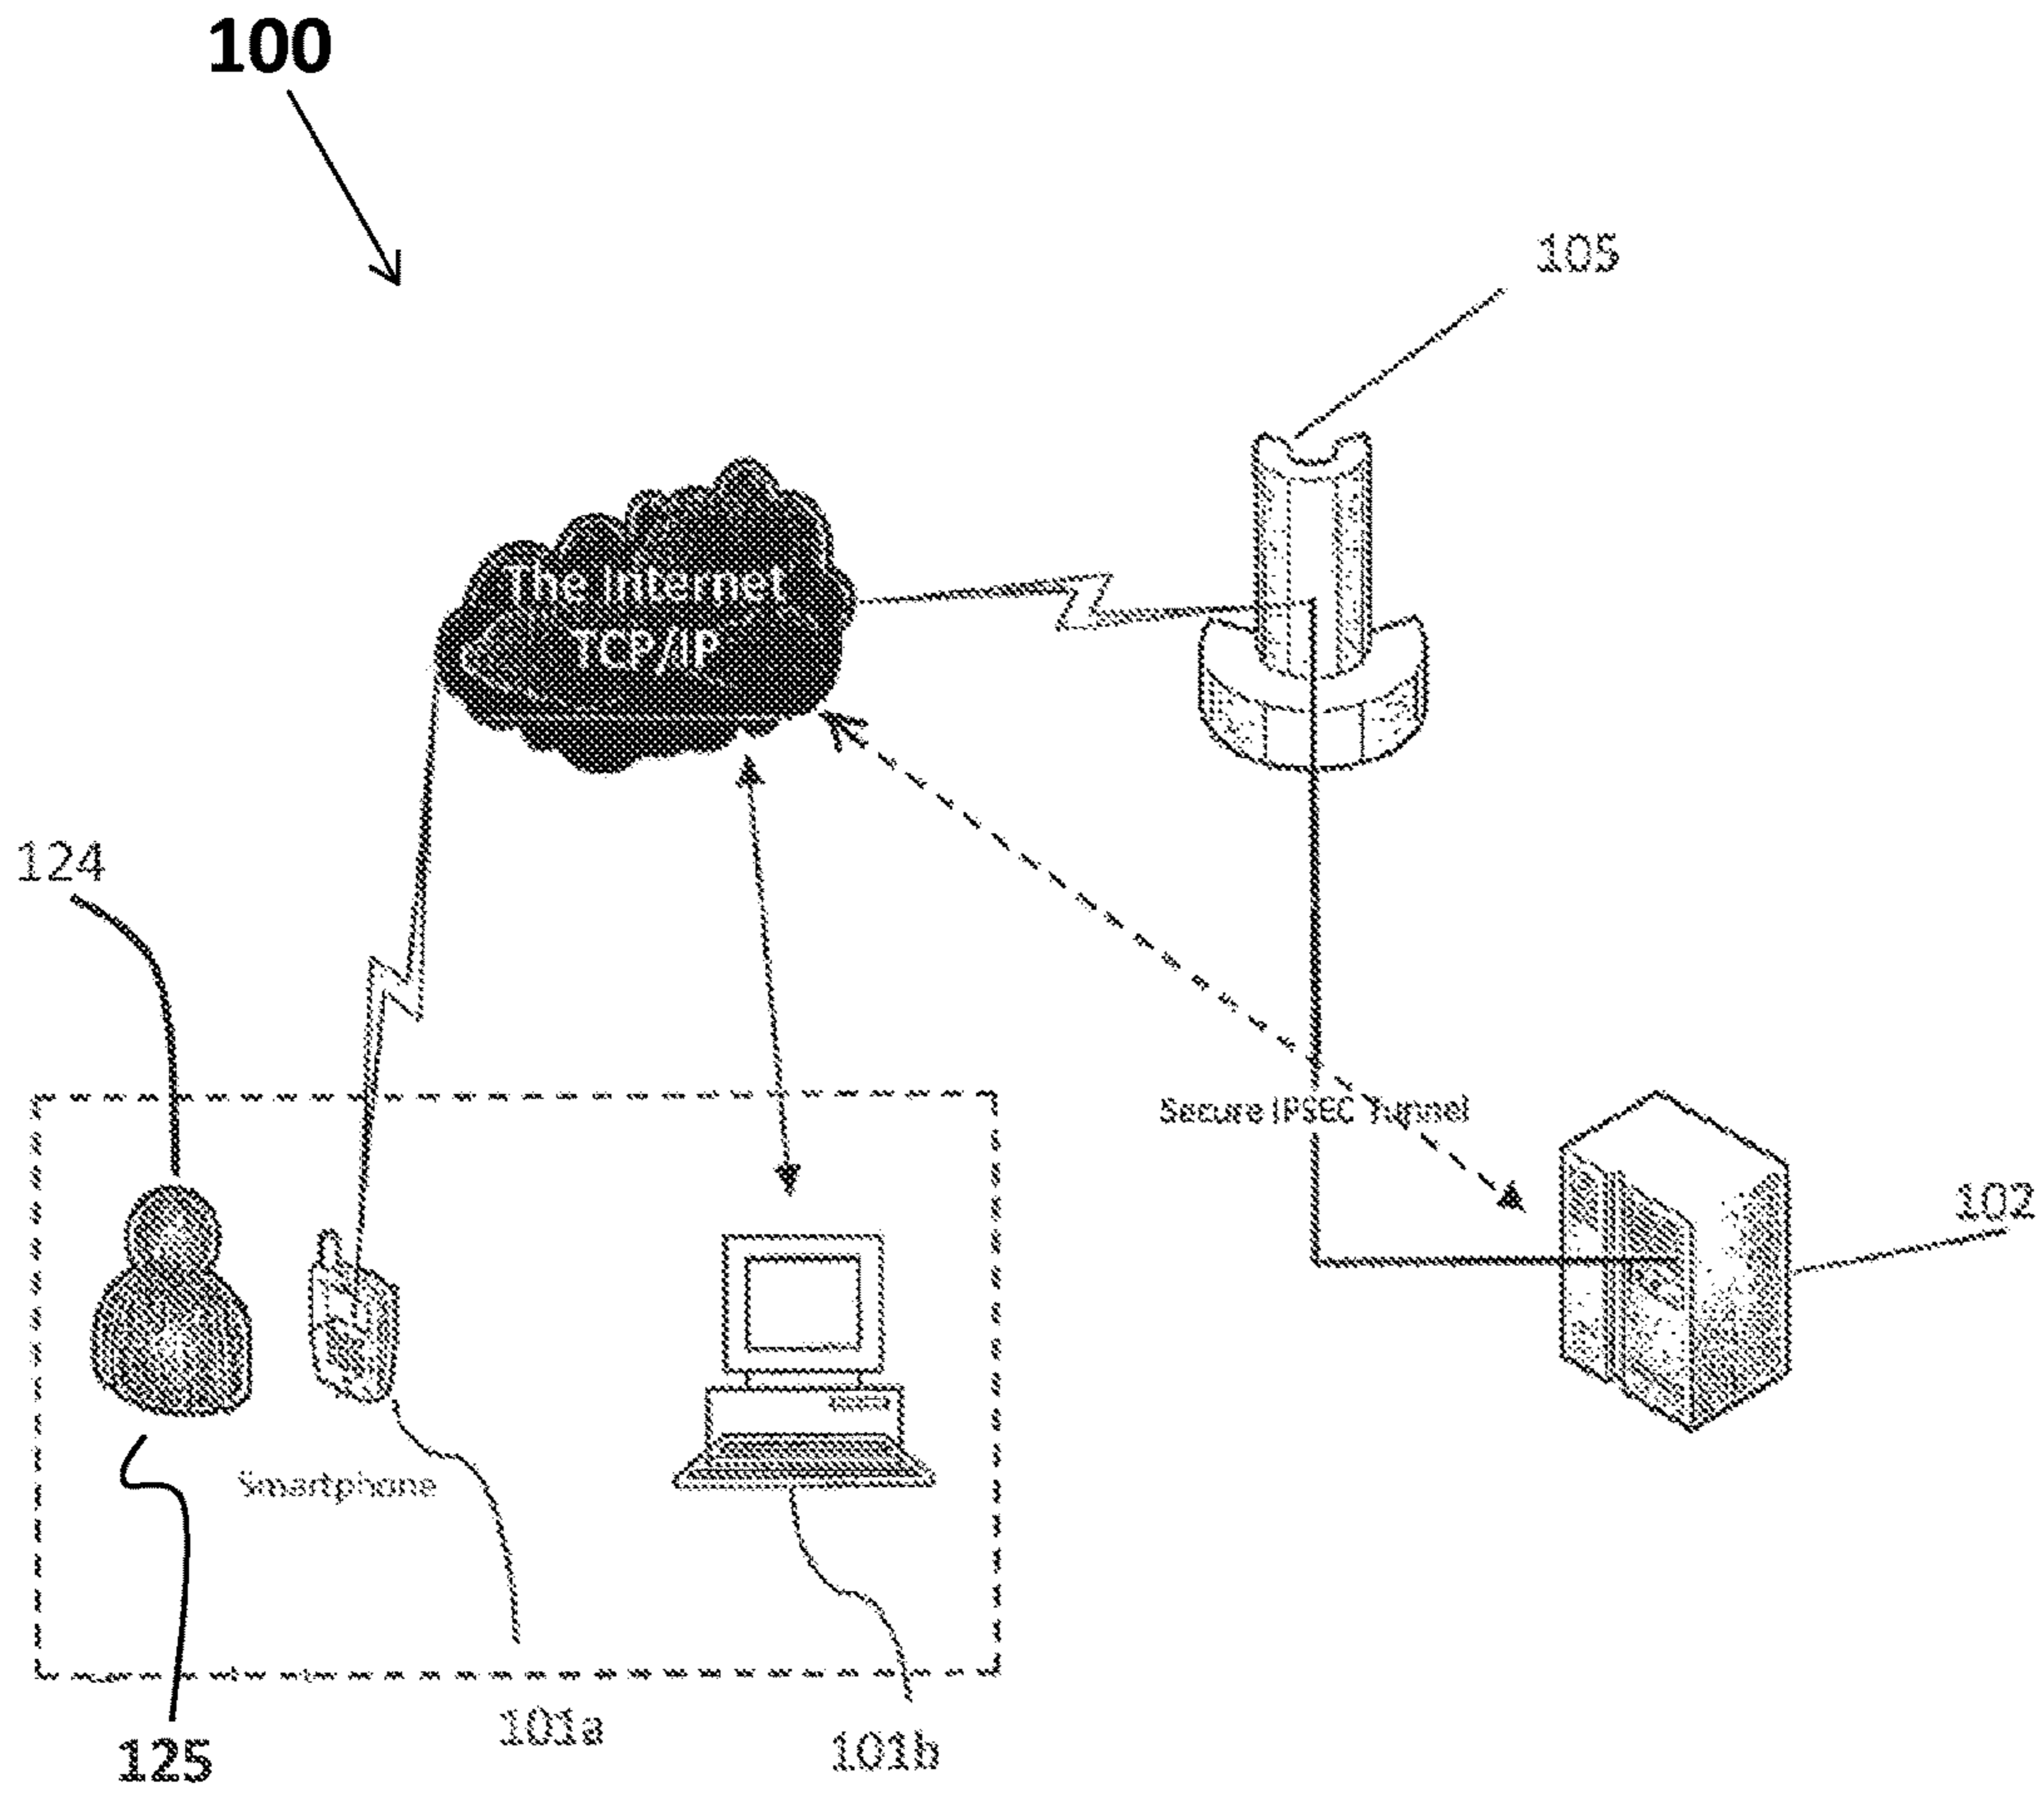 100
105
The Internet
TCP/IP
124
Secure IPSEC Tunnel
102
Smartphone
101a
101b
125